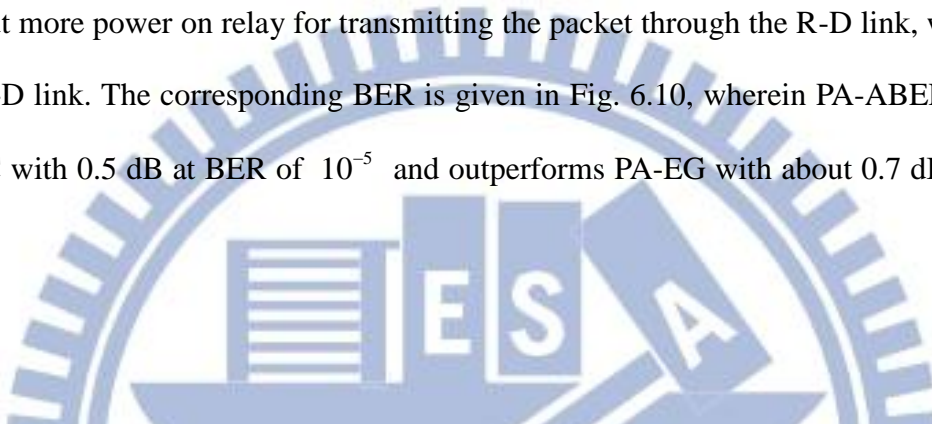 more power on relay for transmitting the packet through the R-D link,
D link. The corresponding BER is given in Fig. 6.10, wherein PA-ABE
with 0.5 dB at BER of 10⁻⁵ and outperforms PA-EG with about 0.7
E S A